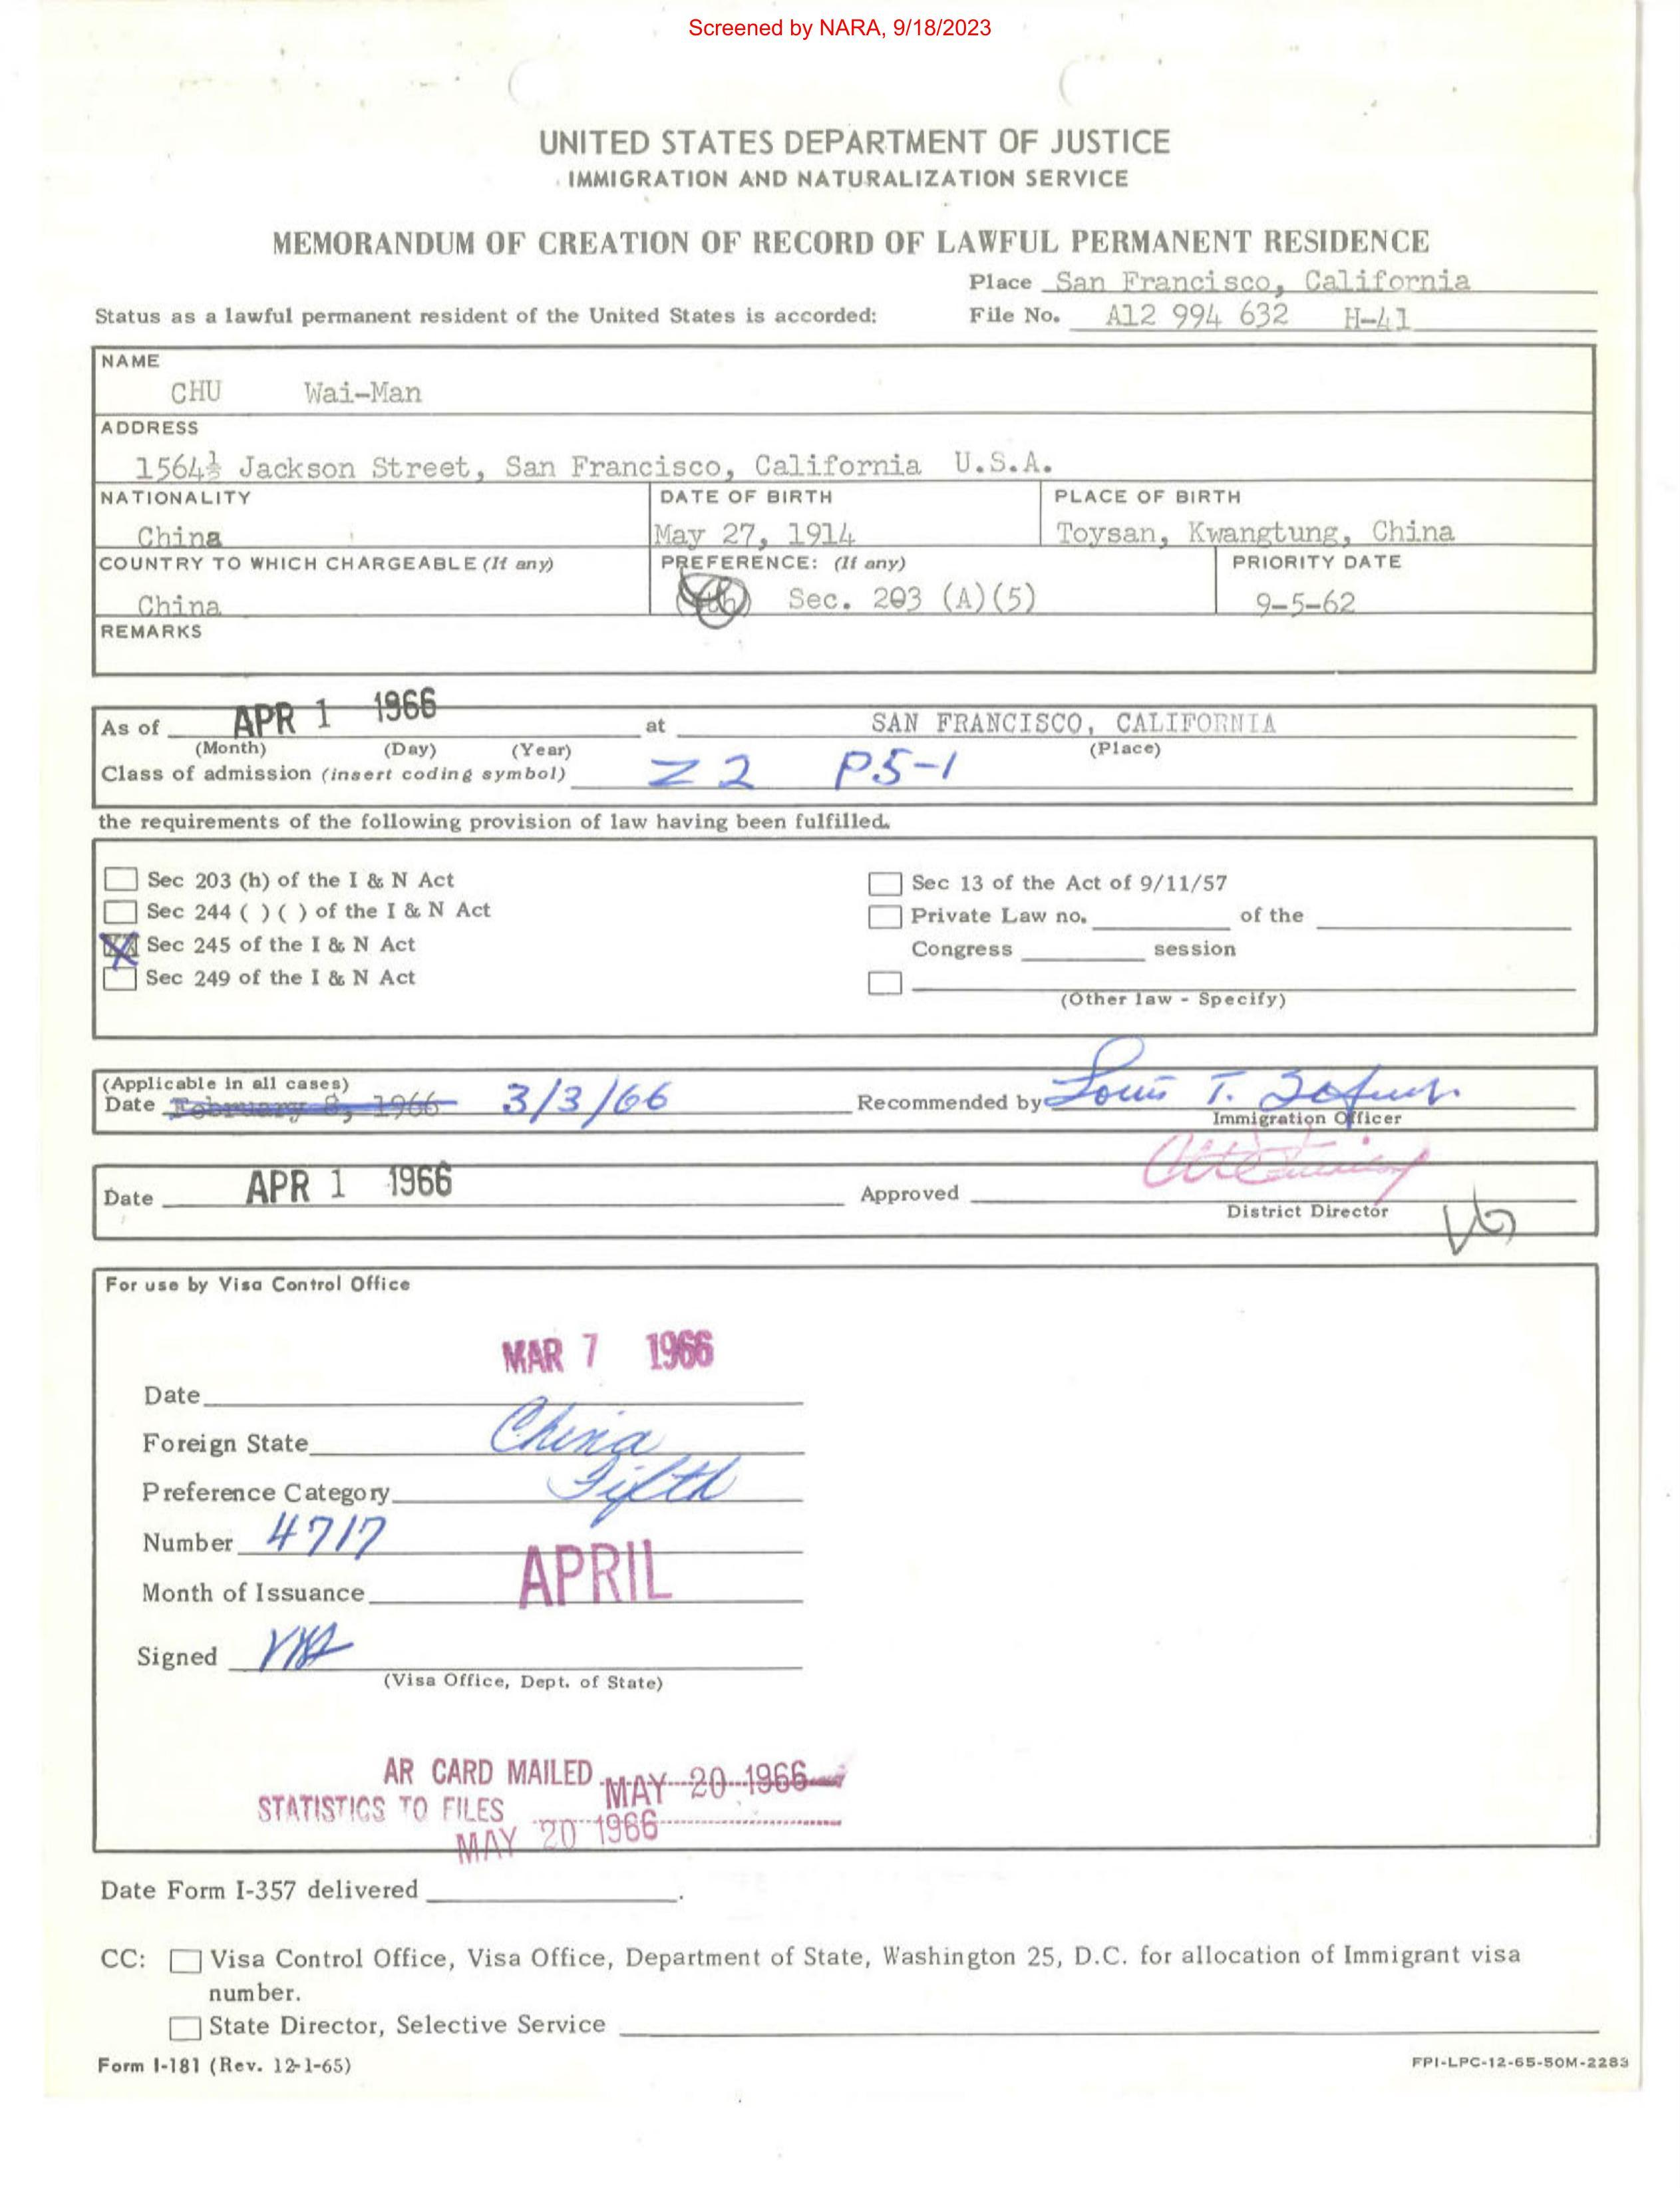 Screened by NARA, 9/18/2023
UNITED STATES DEPARTMENT OF JUSTICE
IMMIGRATION AND NATURALIZATION SERVICE
MEMORANDUM OF CREATION OF RECORD OF LAWFUL PERMANENT RESIDENCE
Place San Francisco, California
Status as a lawful permanent resident of the United States is accorded: File No. A12 994 632 H-41
NAME
CHU Wai-Man
ADDRESS
1564½ Jackson Street, San Francisco, California U.S.A.
NATIONALITY DATE OF BIRTH PLACE OF BIRTH
China May 27, 1914 Toysan, Kwangtung, China
COUNTRY TO WHICH CHARGEABLE (If any) PREFERENCE: (If any) PRIORITY DATE
China Sec. 203 (A)(5) 9-5-62
REMARKS
As of APR 1 1966 at SAN FRANCISCO, CALIFORNIA
(Month) (Day) (Year) (Place)
Class of admission (insert coding symbol) Z2 P5-1
the requirements of the following provision of law having been fulfilled.
Sec 203 (h) of the I & N Act Sec 13 of the Act of 9/11/57
Sec 244 ( ) ( ) of the I & N Act Private Law no. of the
Sec 245 of the I & N Act Congress session
Sec 249 of the I & N Act
(Other law - Specify)
(Applicable in all cases)
Date February 8, 1966 3/3/66 Recommended by Louis T.
Immigration Officer
Date APR 1 1966 Approved
District Director
For use by Visa Control Office
MAR 7 1966
Date
Foreign State China
Preference Category Fifth
Number 4717
Month of Issuance APRIL
Signed
(Visa Office, Dept. of State)
AR CARD MAILED MAY 20 1966
STATISTICS TO FILES
MAY 20 1966
Date Form I-357 delivered .
CC: Visa Control Office, Visa Office, Department of State, Washington 25, D.C. for allocation of Immigrant visa
number.
State Director, Selective Service
Form I-181 (Rev. 12-1-65) FPI-LPC-12-65-50M-2283